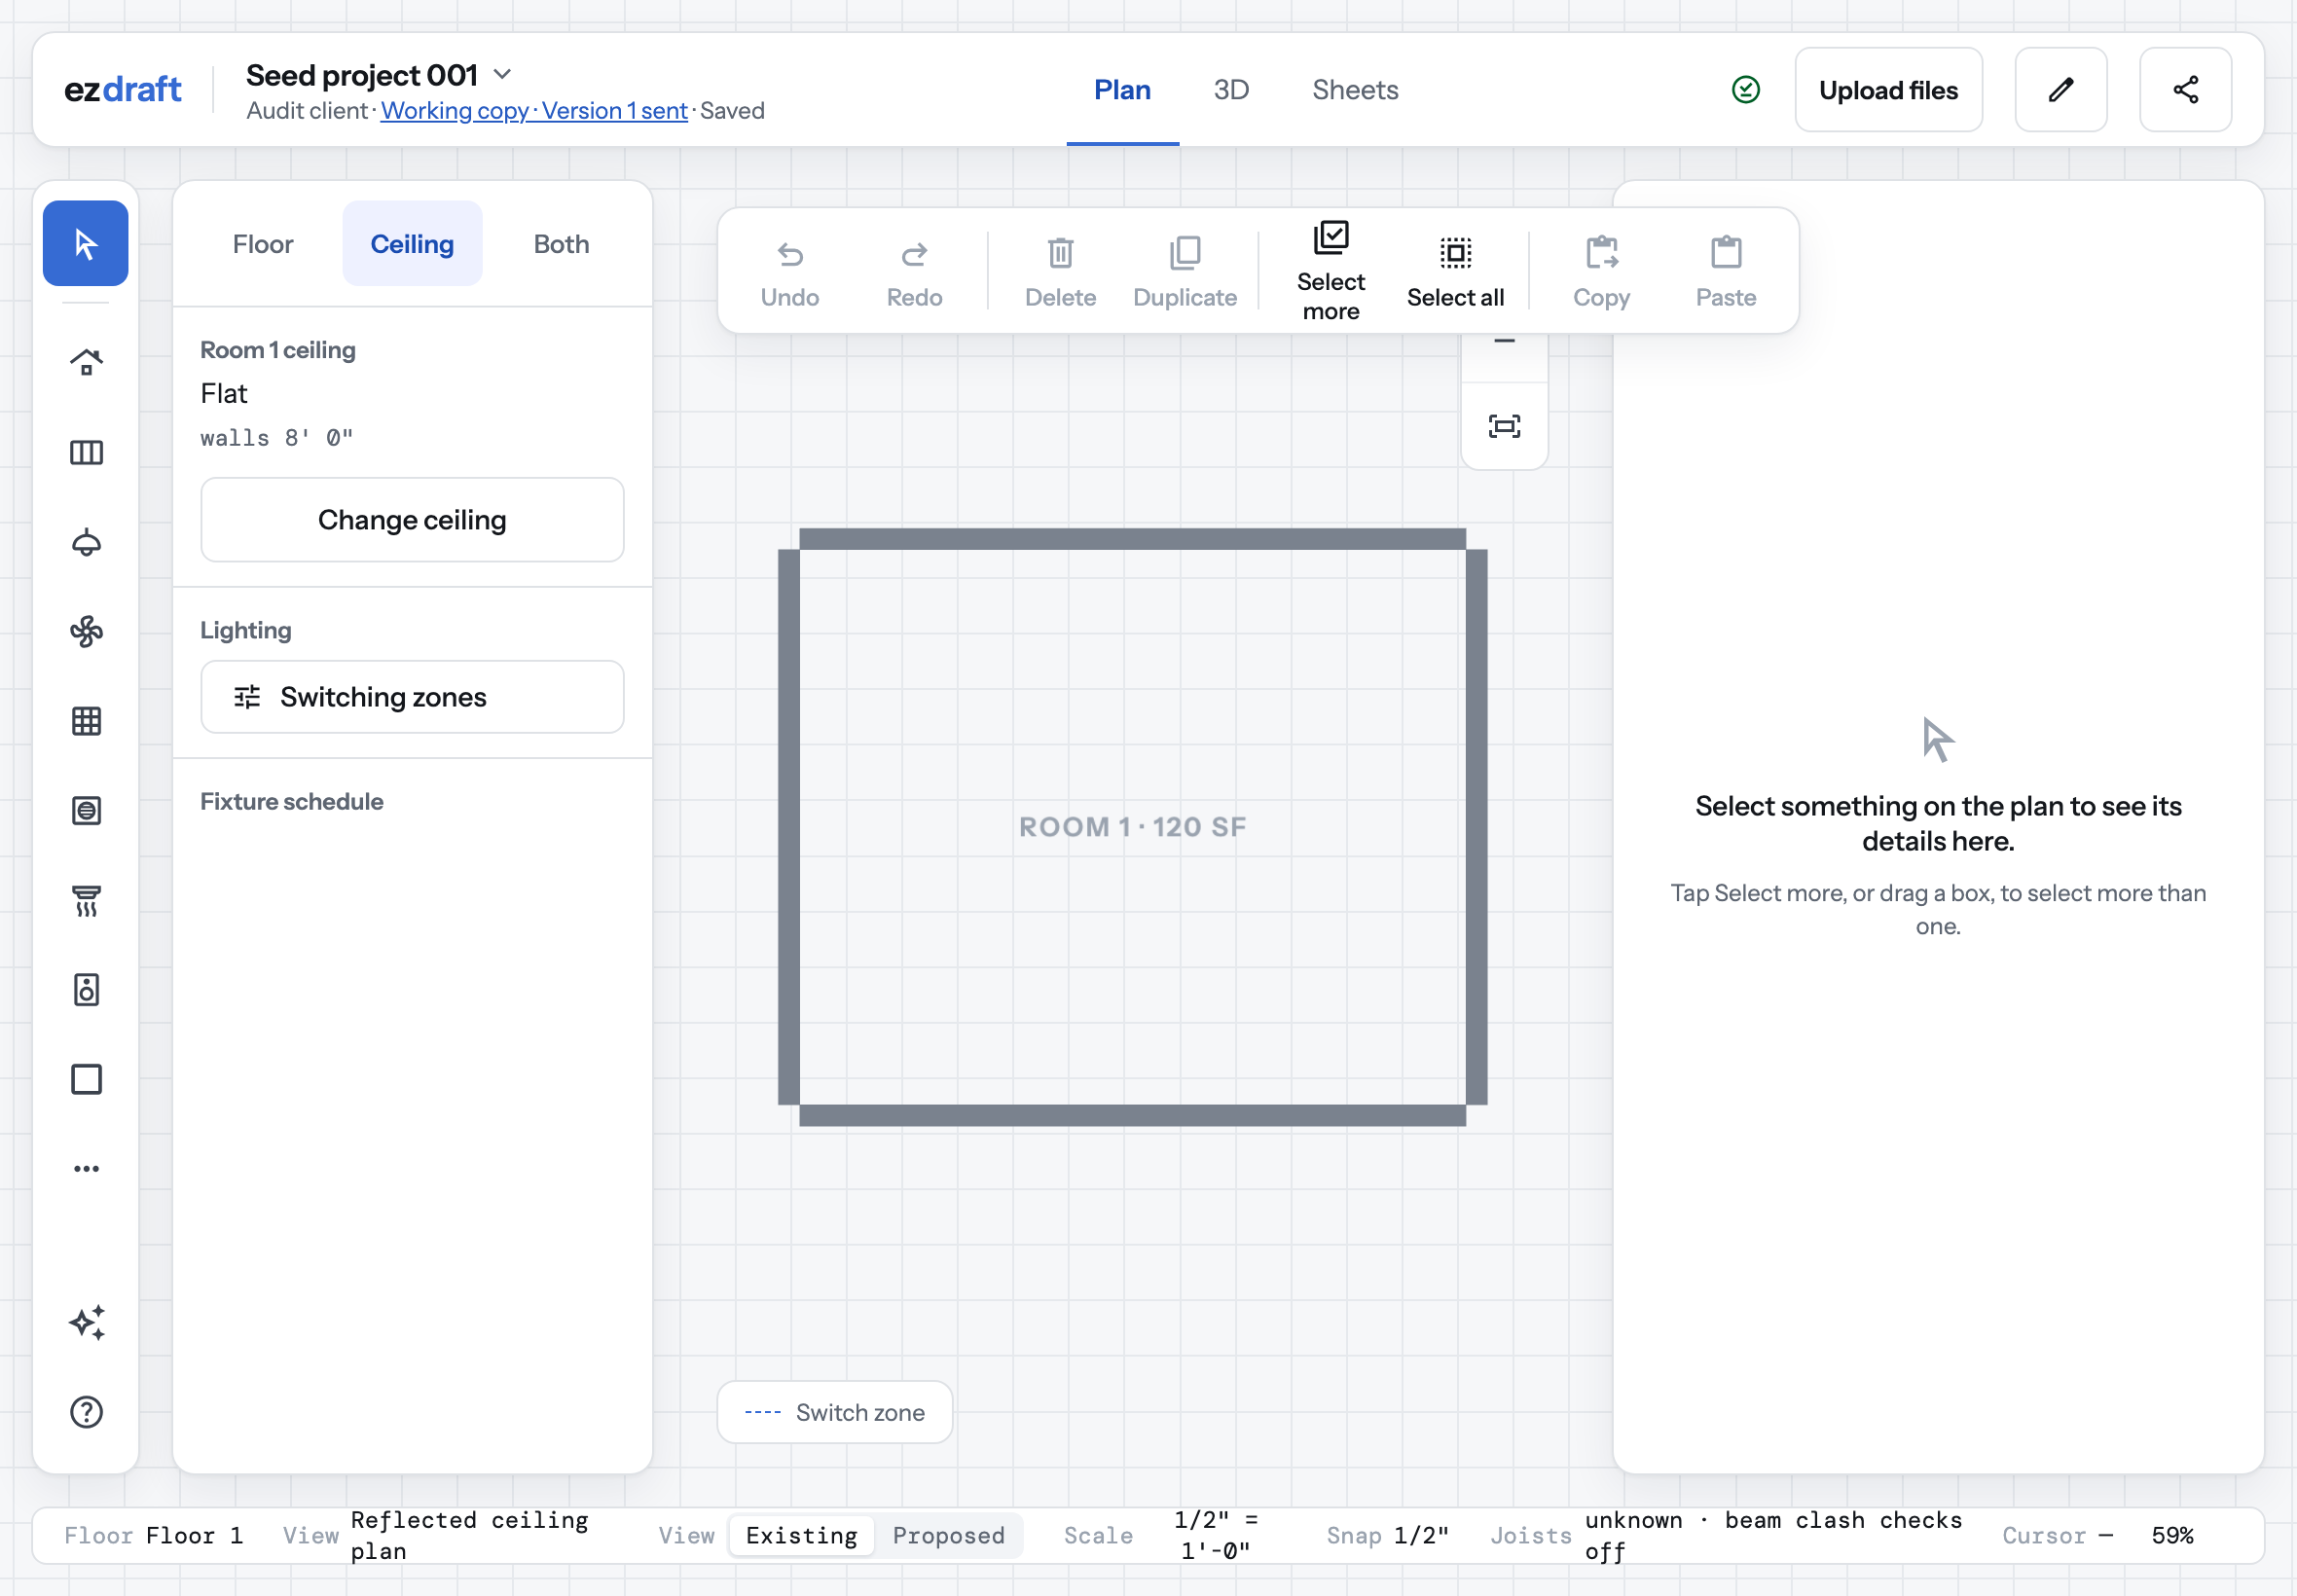 ezdraft
Seed project 001
Audit client · Working copy · Version 1 sent · Saved
Plan
3D
Sheets
Upload files
Floor
Ceiling
Both
Undo
Redo
Delete
Duplicate
Select
more
Select all
Copy
Paste
Room 1 ceiling
Flat
walls 8' 0"
Change ceiling
Lighting
Switching zones
Fixture schedule
ROOM 1 · 120 SF
Select something on the plan to see its
details here.
Tap Select more, or drag a box, to select more than
one.
Switch zone
Floor Floor 1
View Reflected ceiling
plan
View Existing Proposed
Scale 1/2" =
1'-0"
Snap 1/2"
Joists unknown · beam clash checks
off
Cursor —
59%